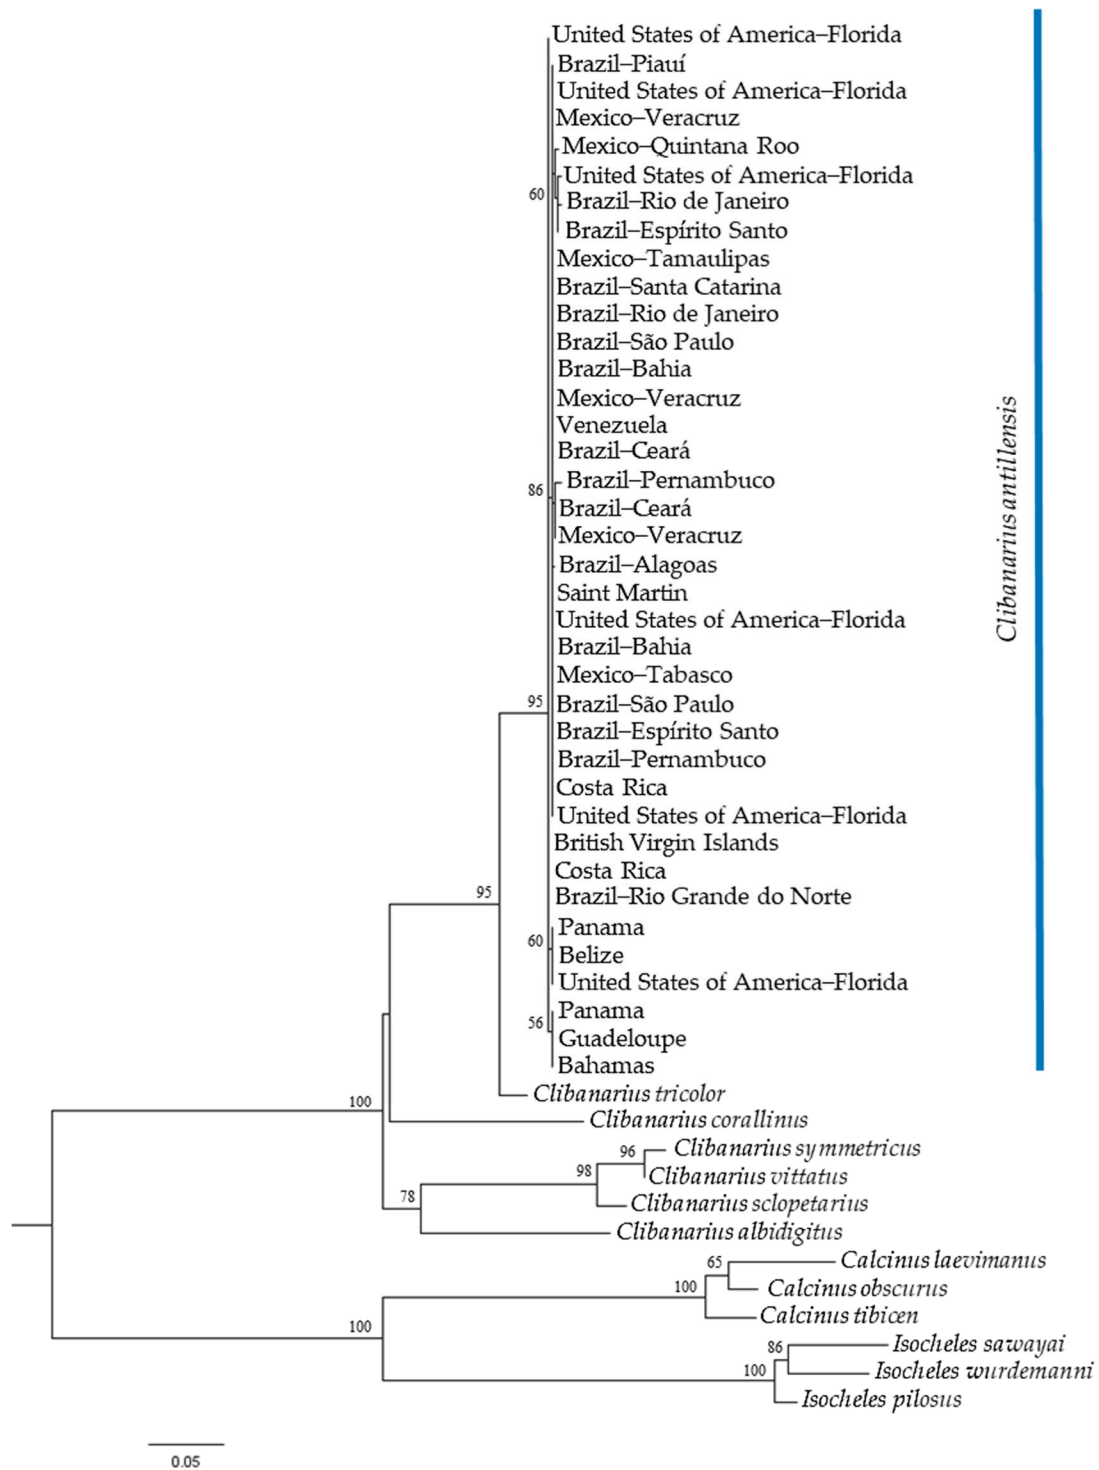 United States of America–Florida
Brazil–Piauí
United States of America–Florida
Mexico–Veracruz
Mexico–Quintana Roo
United States of America–Florida
60
Brazil–Rio de Janeiro
Brazil–Espírito Santo
Mexico–Tamaulipas
Brazil–Santa Catarina
Brazil–Rio de Janeiro
Brazil–São Paulo
Brazil–Bahia
Mexico–Veracruz
Venezuela
Brazil–Ceará
Brazil–Pernambuco
86
Brazil–Ceará
Mexico–Veracruz
Brazil–Alagoas
Saint Martin
United States of America–Florida
Brazil–Bahia
Mexico–Tabasco
95
Brazil–São Paulo
Brazil–Espírito Santo
Brazil–Pernambuco
Costa Rica
United States of America–Florida
British Virgin Islands
Costa Rica
95
Brazil–Rio Grande do Norte
Panama
60
Belize
United States of America–Florida
Panama
56
Guadeloupe
Bahamas
Clibanarius antillensis
Clibanarius tricolor
100
Clibanarius corallinus
96
Clibanarius symmetricus
98
Clibanarius vittatus
78
Clibanarius sclopetarius
Clibanarius albidigitus
65
Calcinus laevimanus
100
Calcinus obscurus
Calcinus tibicen
100
86
Isocheles sawayai
100
Isocheles wurdemanni
Isocheles pilosus
0.05